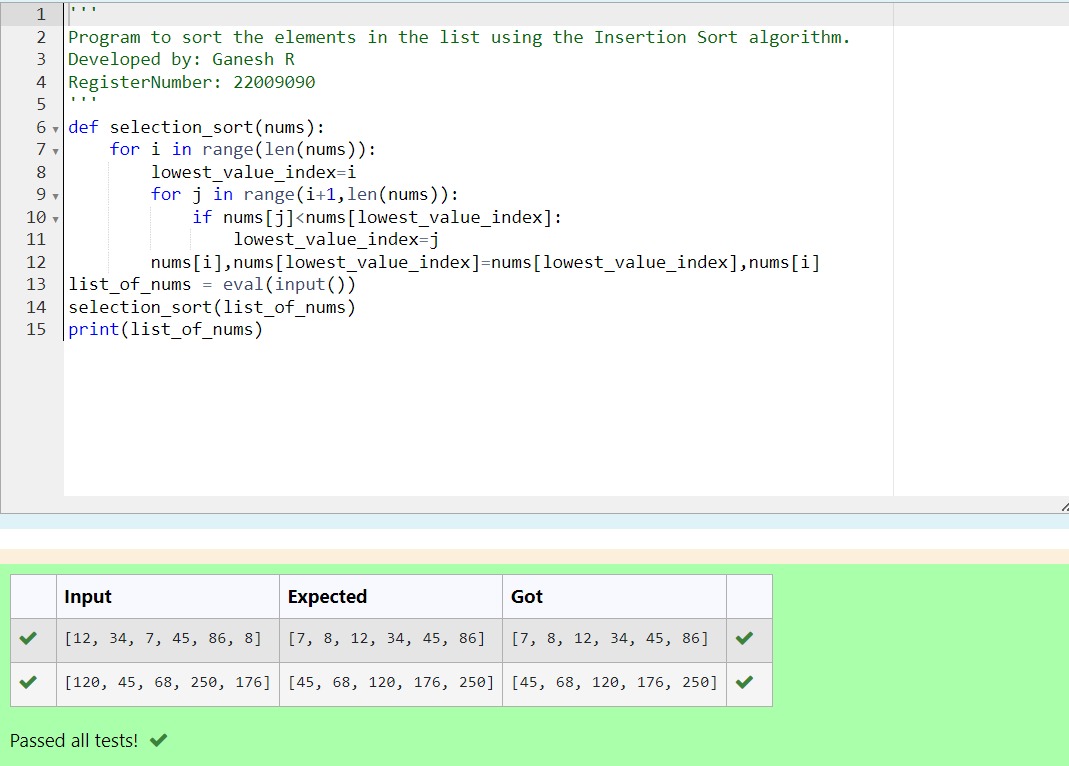 1 '''
2 Program to sort the elements in the list using the Insertion Sort algorithm.
3 Developed by: Ganesh R
4 RegisterNumber: 22009090
5 '''
6 def selection_sort(nums):
7     for i in range(len(nums)):
8         lowest_value_index=i
9         for j in range(i+1,len(nums)):
10             if nums[j]<nums[lowest_value_index]:
11                 lowest_value_index=j
12         nums[i],nums[lowest_value_index]=nums[lowest_value_index],nums[i]
13 list_of_nums = eval(input())
14 selection_sort(list_of_nums)
15 print(list_of_nums)
Input Expected Got
[12, 34, 7, 45, 86, 8] [7, 8, 12, 34, 45, 86] [7, 8, 12, 34, 45, 86]
[120, 45, 68, 250, 176] [45, 68, 120, 176, 250] [45, 68, 120, 176, 250]
Passed all tests!